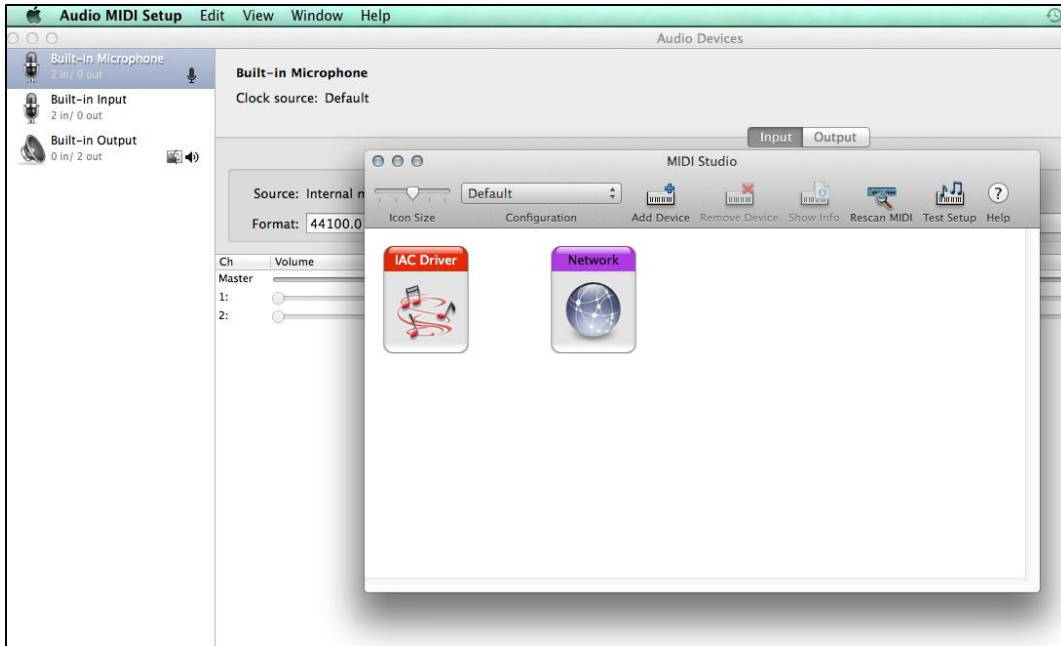 Audio MIDI Setup Edit View Window Help
Audio Devices
Built-in Microphone
2 in/ 0 out
Built-in Input
2 in/ 0 out
Built-in Output
0 in/ 2 out
Built-in Microphone
Clock source: Default
Input Output
Source: Internal
Format: 44100.0
Ch Volume
Master
1:
2:
MIDI Studio
Default
Icon Size Configuration Add Device Remove Device Show Info Rescan MIDI Test Setup ? Help
IAC Driver Network